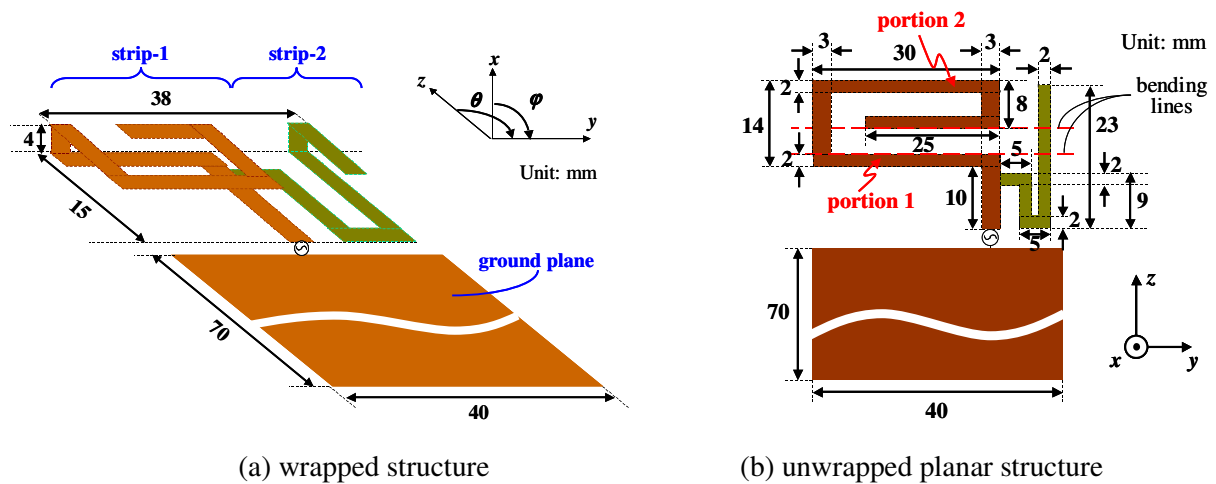 strip-1
strip-2
38
4
15
x
z
θ
φ
y
Unit: mm
ground plane
70
40
(a) wrapped structure
portion 2
3
30
3
2
Unit: mm
2
bending
lines
8
14
25
23
5
2
2
portion 1
10
9
2
5
70
z
x
y
40
(b) unwrapped planar structure